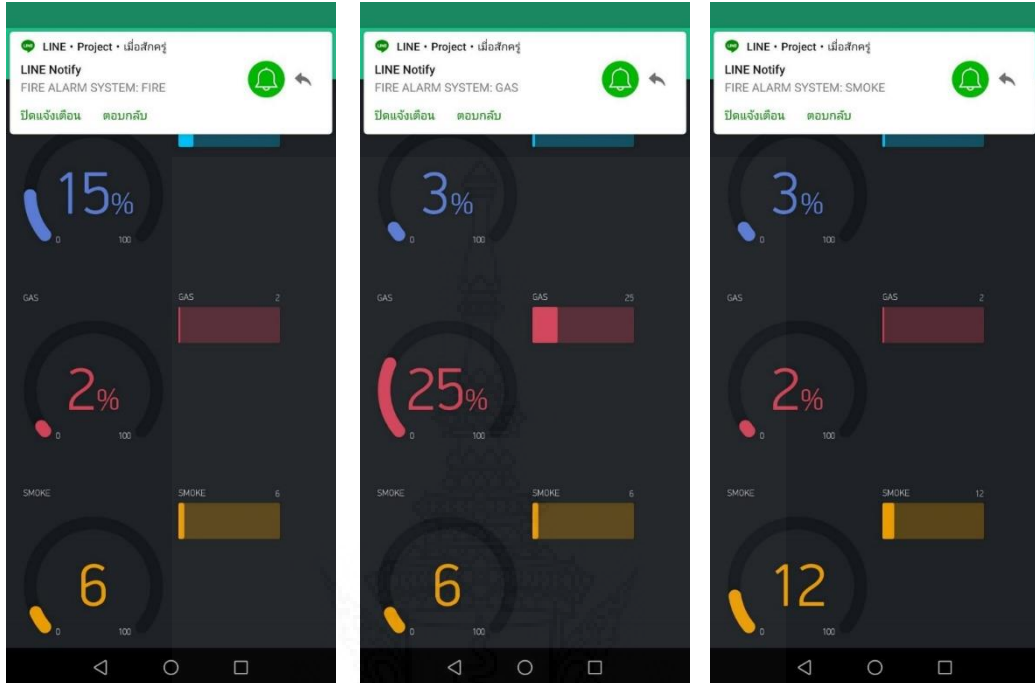 LINE • Project • เมื่อสักครู่
LINE Notify
FIRE ALARM SYSTEM: FIRE
ปิดแจ้งเตือน ตอบกลับ
15%
0 100
GAS
GAS 2
2%
0 100
SMOKE
SMOKE 6
6
0 100
LINE • Project • เมื่อสักครู่
LINE Notify
FIRE ALARM SYSTEM: GAS
ปิดแจ้งเตือน ตอบกลับ
3%
0 100
GAS
GAS 25
25%
0 100
SMOKE
SMOKE 6
6
0 100
LINE • Project • เมื่อสักครู่
LINE Notify
FIRE ALARM SYSTEM: SMOKE
ปิดแจ้งเตือน ตอบกลับ
3%
0 100
GAS
GAS 2
2%
0 100
SMOKE
SMOKE 12
12
0 100